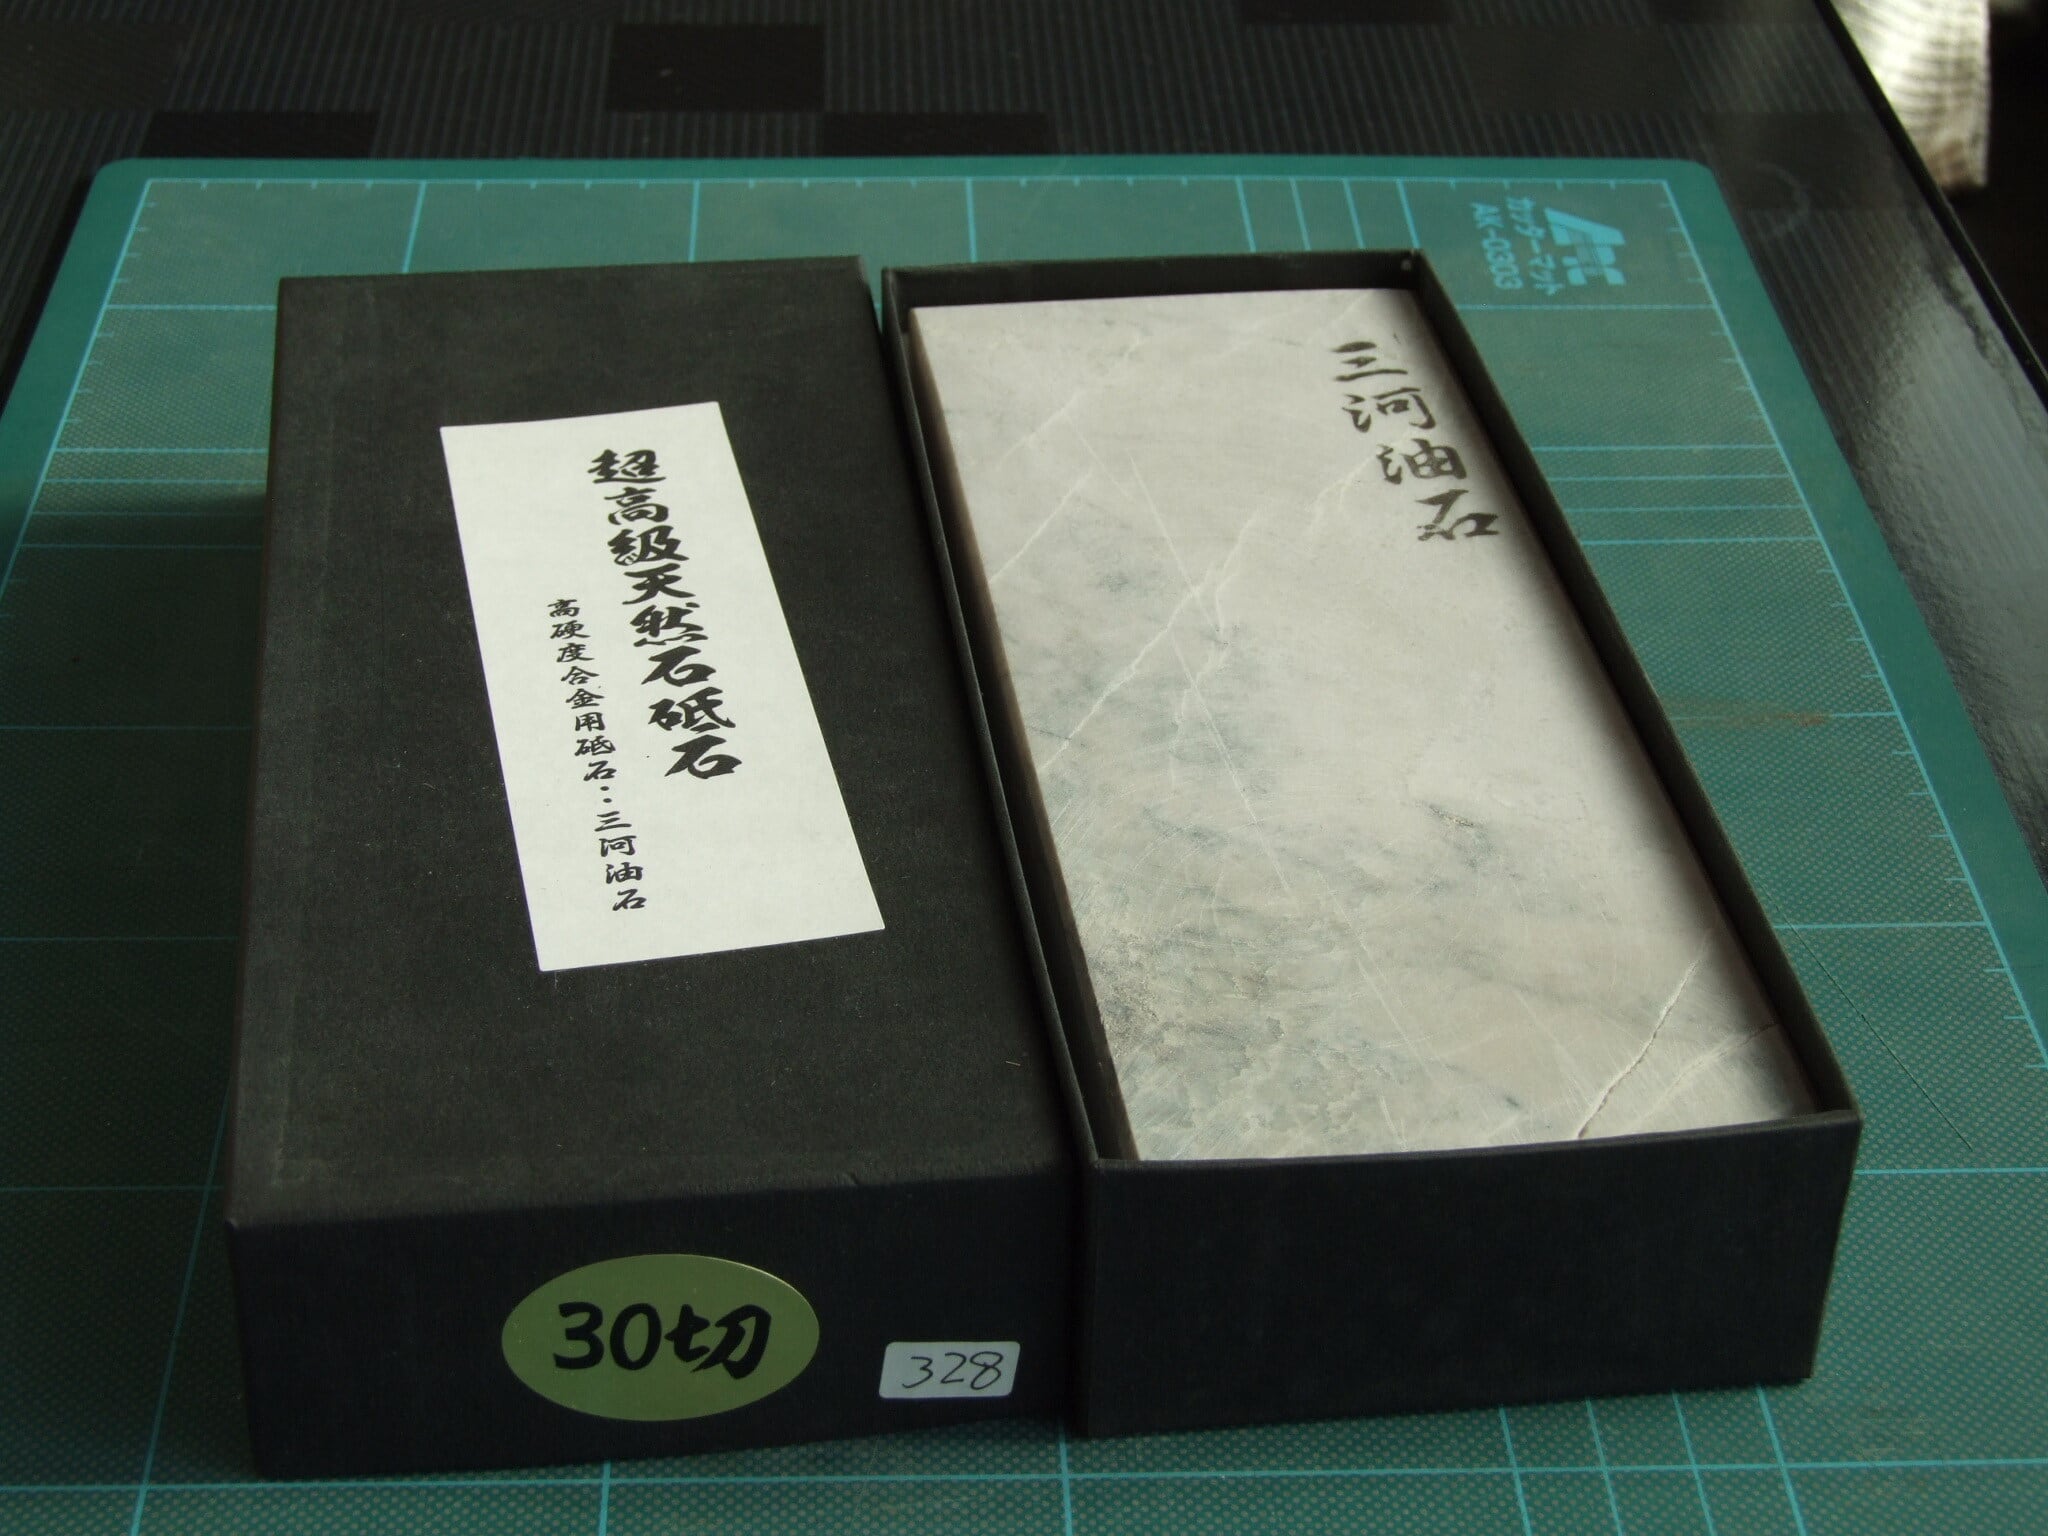 超高級天然石砥石
高硬度合金用砥石：三河油石
三河油石
30切
328
カッターマット
AK-0303